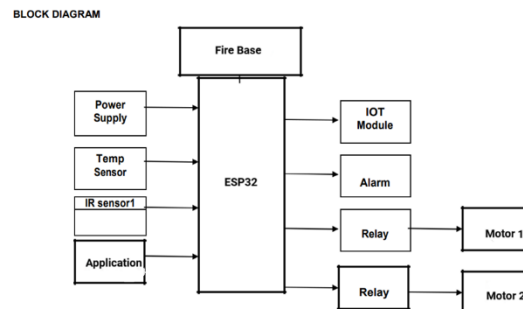 BLOCK DIAGRAM
Fire Base
Power
Supply
Temp
Sensor
IR sensor1
Application
ESP32
IOT
Module
Alarm
Relay
Motor 1
Relay
Motor 2